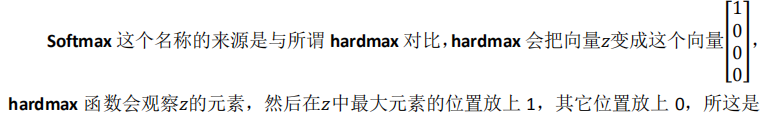 Softmax 这个名称的来源是与所谓 hardmax 对比，hardmax 会把向量z变成这个向量[1 0 0 0]，
hardmax 函数会观察z的元素，然后在z中最大元素的位置放上 1，其它位置放上 0，所这是